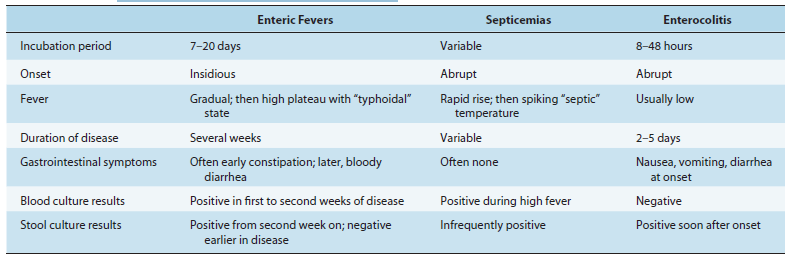 Enteric Fevers Septicemias Enterocolitis
Incubation period 7–20 days Variable 8–48 hours
Onset Insidious Abrupt Abrupt
Fever Gradual; then high plateau with “typhoidal” Rapid rise; then spiking “septic” Usually low
state temperature
Duration of disease Several weeks Variable 2–5 days
Gastrointestinal symptoms Often early constipation; later, bloody Often none Nausea, vomiting, diarrhea
diarrhea at onset
Blood culture results Positive in first to second weeks of disease Positive during high fever Negative
Stool culture results Positive from second week on; negative Infrequently positive Positive soon after onset
earlier in disease